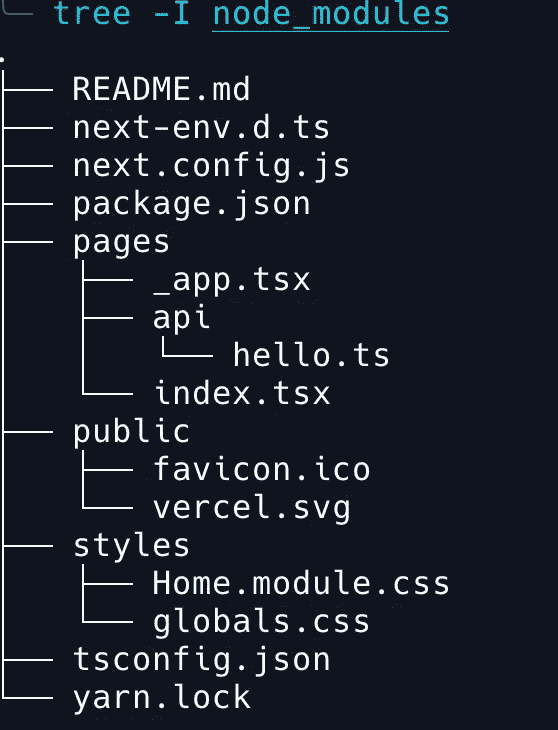 tree -I node_modules
.
├── README.md
├── next-env.d.ts
├── next.config.js
├── package.json
├── pages
│   ├── _app.tsx
│   ├── api
│   │   └── hello.ts
│   └── index.tsx
├── public
│   ├── favicon.ico
│   └── vercel.svg
├── styles
│   ├── Home.module.css
│   └── globals.css
├── tsconfig.json
└── yarn.lock